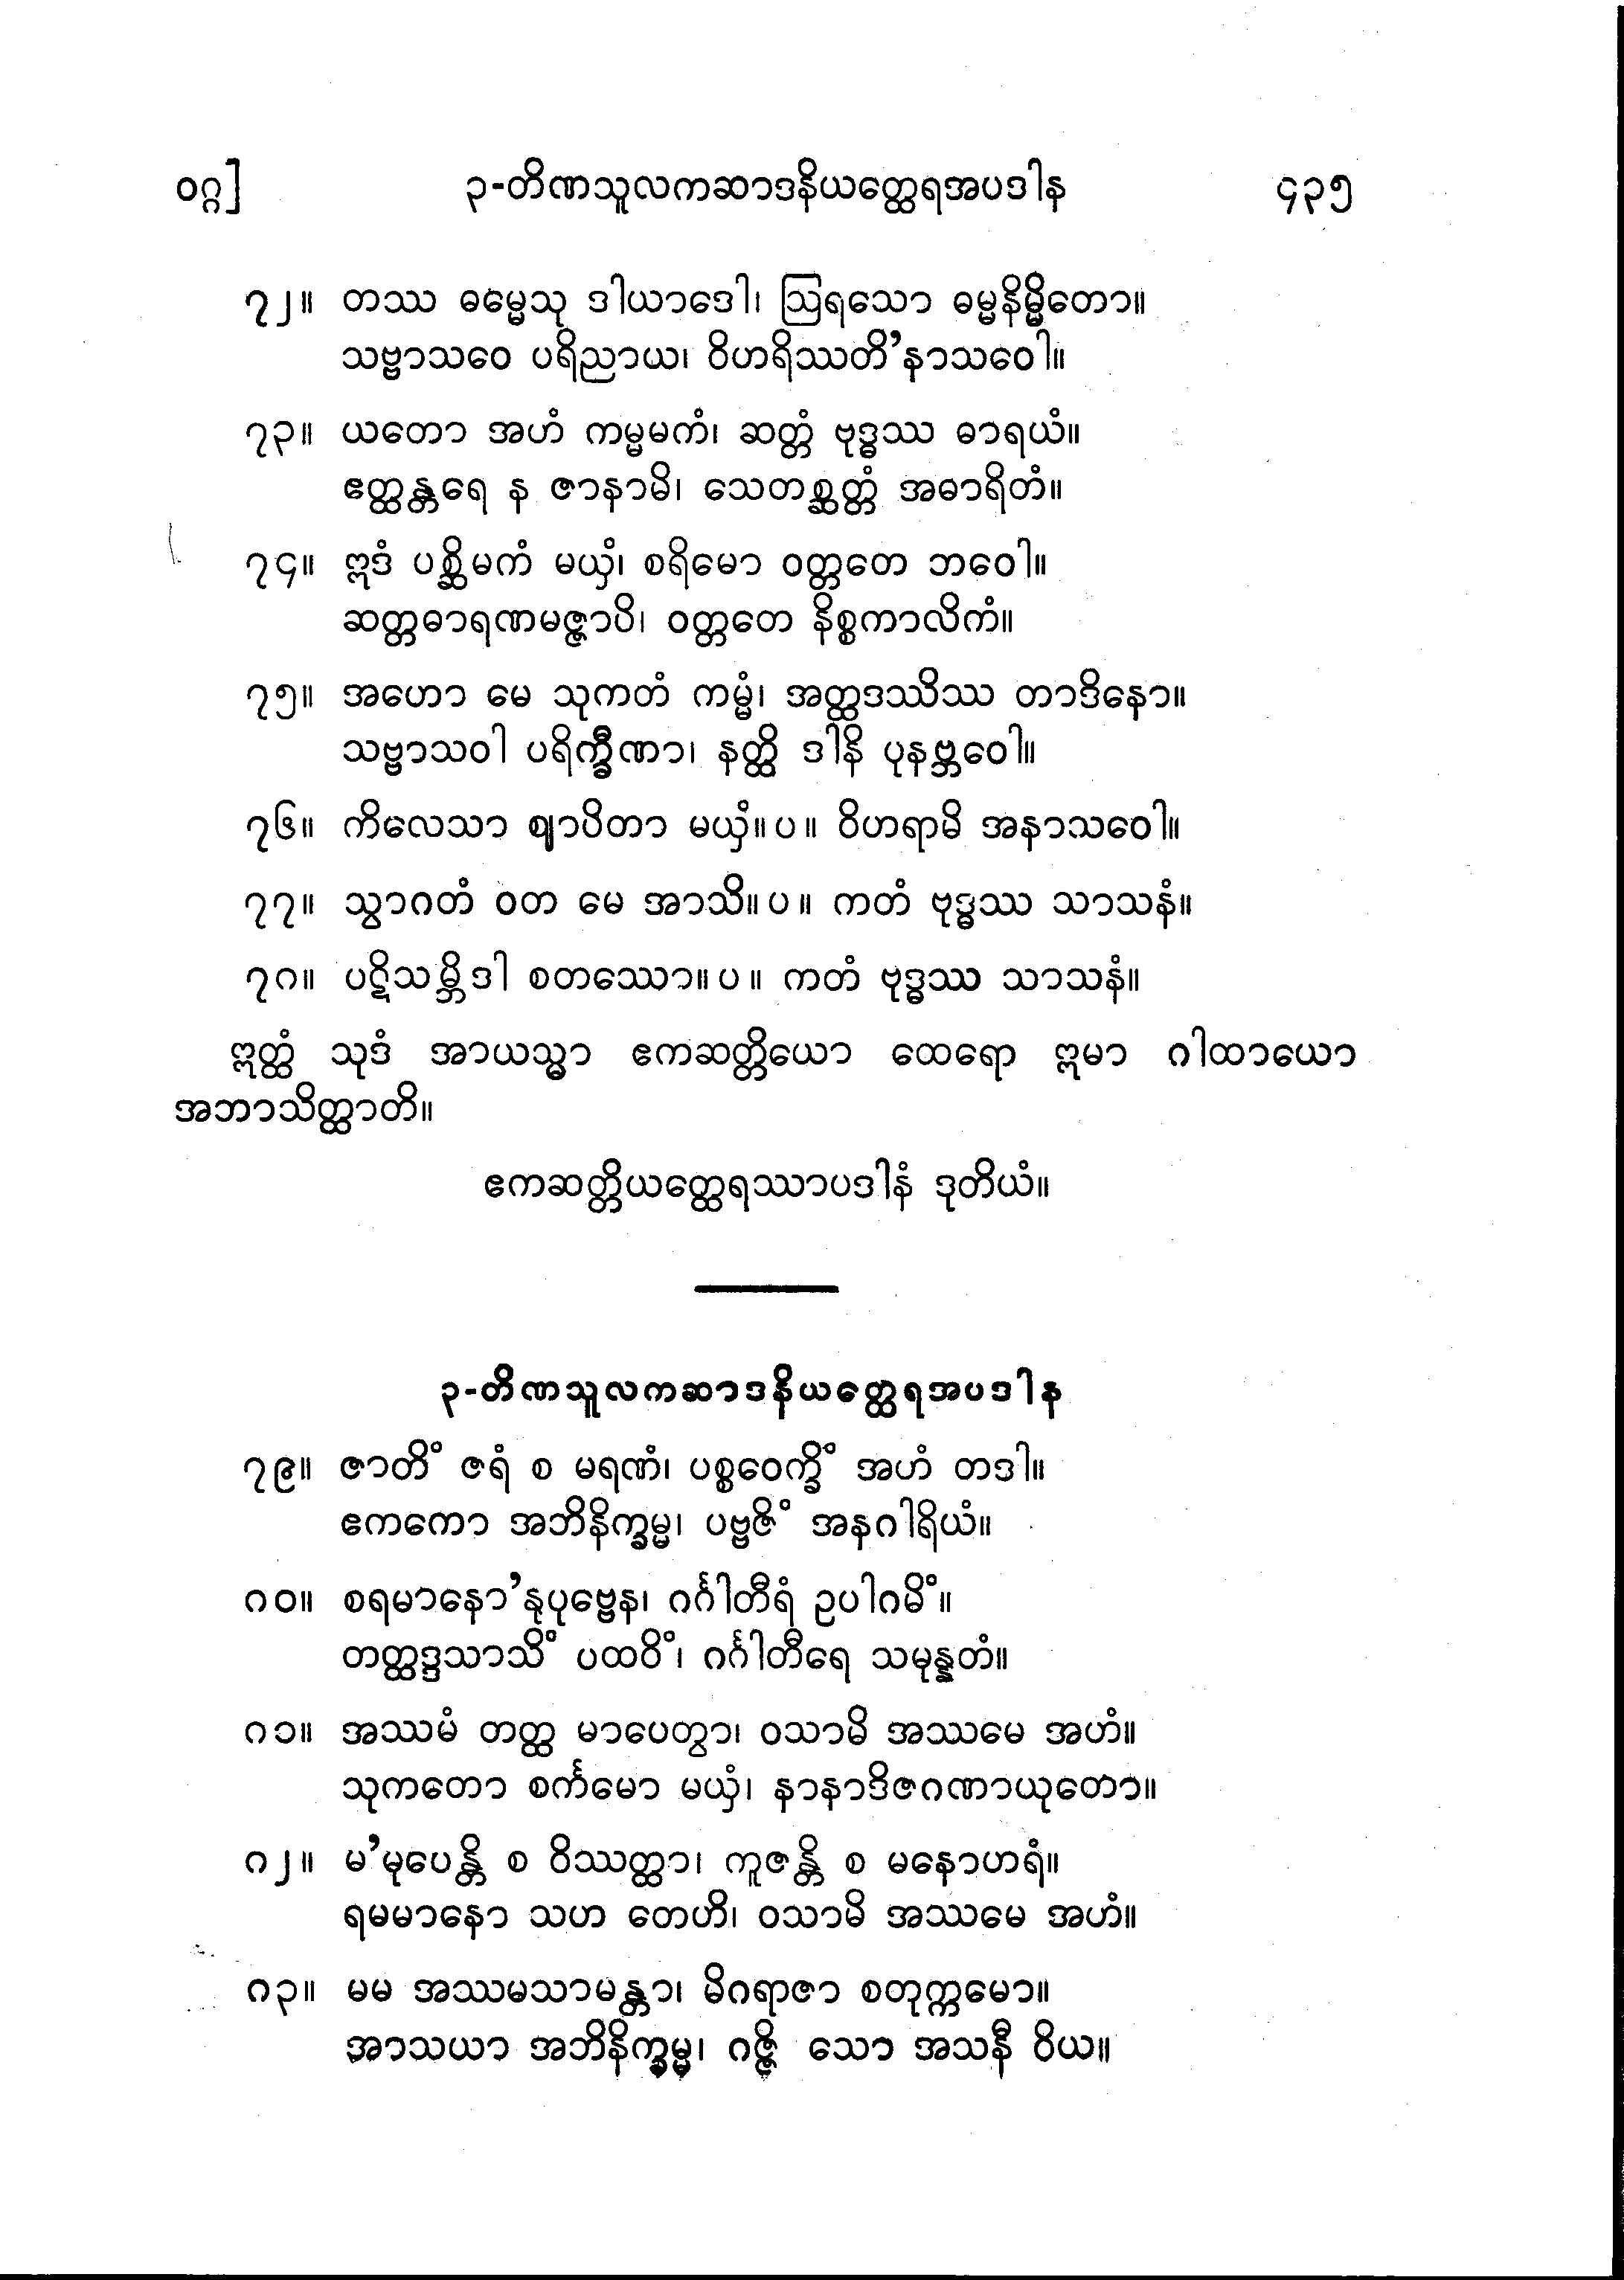 ဝဂ္ဂ] ၃-တိဏသူလကဆာဒနိယတ္ထေရအပဒါန ၄၃၅
၇၂။ တဿ ဓမ္မေသု ဒါယာဒေါ၊ ဩရသော ဓမ္မနိမ္မိတော။
သဗ္ဗာသဝေ ပရိညာယ၊ ဝိဟရိဿတိ’နာသဝေါ။
၇၃။ ယတော အဟံ ကမ္မမကံ၊ ဆတ္တံ ဗုဒ္ဓဿ ဓာရယံ။
ဧတ္ထန္တရေ န ဇာနာမိ၊ သေတစ္ဆတ္တံ အဓာရိတံ။
၇၄။ ဣဒံ ပစ္ဆိမကံ မယှံ၊ စရိမော ဝတ္တတေ ဘဝေါ။
ဆတ္တဓာရဏမဇ္ဇာပိ၊ ဝတ္တတေ နိစ္စကာလိကံ။
၇၅။ အဟော မေ သုကတံ ကမ္မံ၊ အတ္ထဒဿိဿ တာဒိနော။
သဗ္ဗာသဝါ ပရိက္ခီဏာ၊ နတ္ထိ ဒါနိ ပုနဗ္ဘဝေါ။
၇၆။ ကိလေသာ ဈာပိတာ မယှံ။ပ။ ဝိဟရာမိ အနာသဝေါ။
၇၇။ သွာဂတံ ဝတ မေ အာသိ။ပ။ ကတံ ဗုဒ္ဓဿ သာသနံ။
၇၈။ ပဋိသမ္ဘိဒါ စတဿော။ပ။ ကတံ ဗုဒ္ဓဿ သာသနံ။
ဣတ္ထံ သုဒံ အာယသ္မာ ဧကဆတ္တိယော ထေရော ဣမာ ဂါထာယော
အဘာသိတ္ထာတိ။
ဧကဆတ္တိယတ္ထေရဿာပဒါနံ ဒုတိယံ။
၃-တိဏသူလကဆာဒနိယတ္ထေရအပဒါန
၇၉။ ဇာတိံ ဇရံ စ မရဏံ၊ ပစ္စဝေက္ခိံ အဟံ တဒါ။
ဧကကော အဘိနိက္ခမ္မ၊ ပဗ္ဗဇိံ အနဂါရိယံ။
၈၀။ စရမာနော’နုပုဗ္ဗေန၊ ဂင်္ဂါတီရံ ဥပါဂမိံ။
တတ္ထဒ္ဒသာသိံ ပထဝိံ၊ ဂင်္ဂါတီရေ သမုန္နတံ။
၈၁။ အဿမံ တတ္ထ မာပေတွာ၊ ဝသာမိ အဿမေ အဟံ။
သုကတော စင်္ကမော မယှံ၊ နာနာဒိဇဂဏာယုတော။
၈၂။ မ’မုပေန္တိ စ ဝိဿတ္ထာ၊ ကူဇန္တိ စ မနောဟရံ။
ရမမာနော သဟ တေဟိ၊ ဝသာမိ အဿမေ အဟံ။
၈၃။ မမ အဿမသာမန္တာ၊ မိဂရာဇာ စတုက္ကမော။
အာသယာ အဘိနိက္ခမ္မ၊ ဂဇ္ဇိ သော အသနီ ဝိယ။